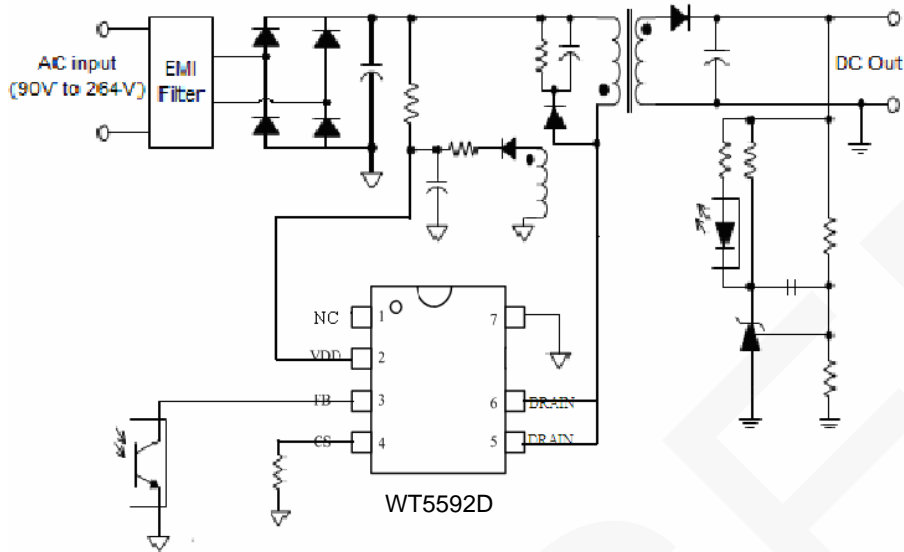 AC input
(90V to 264V)
EMI
Filter
DC Out
NC
1
7
VDD
2
FB
3
6
DRAIN
CS
4
5
DRAIN
WT5592D